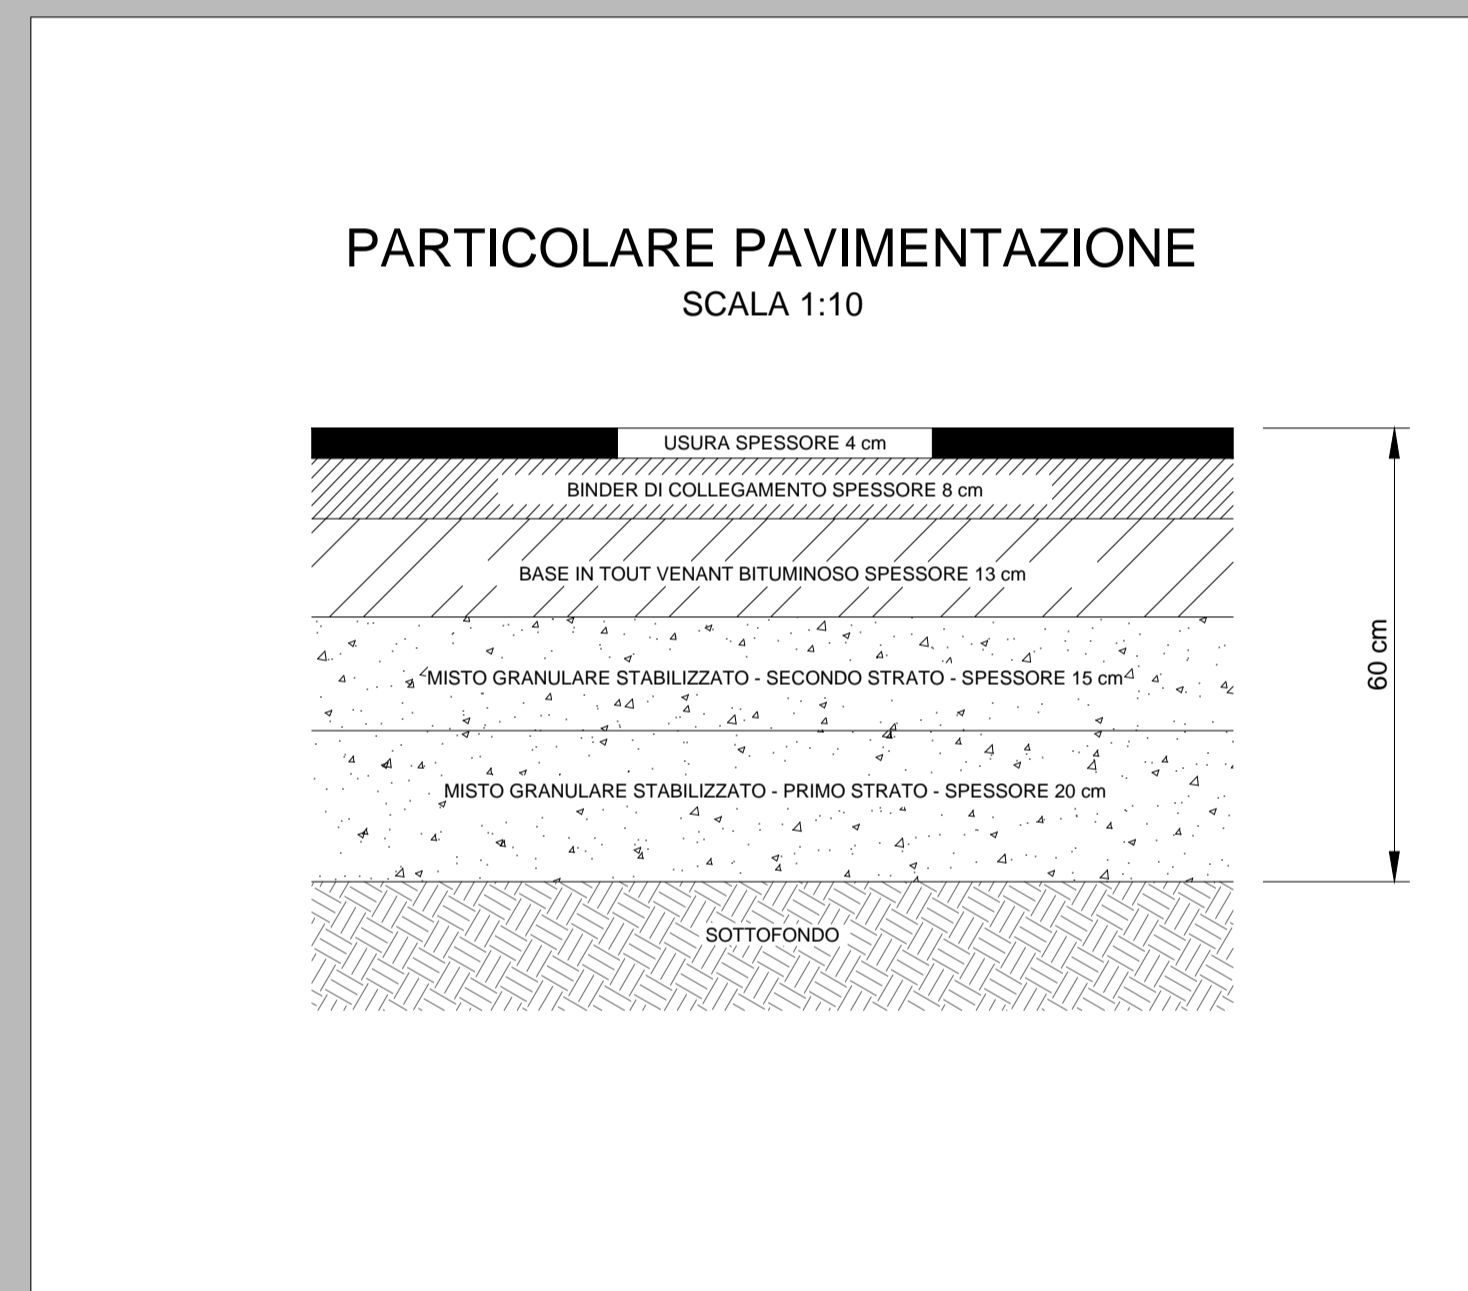 PARTICOLARE PAVIMENTAZIONE
SCALA 1:10
USURA SPESSORE 4 cm
BINDER DI COLLEGAMENTO SPESSORE 8 cm
BASE IN TOUT VENANT BITUMINOSO SPESSORE 13 cm
MISTO GRANULARE STABILIZZATO - SECONDO STRATO - SPESSORE 15 cm
MISTO GRANULARE STABILIZZATO - PRIMO STRATO - SPESSORE 20 cm
SOTTOFONDO
60 cm